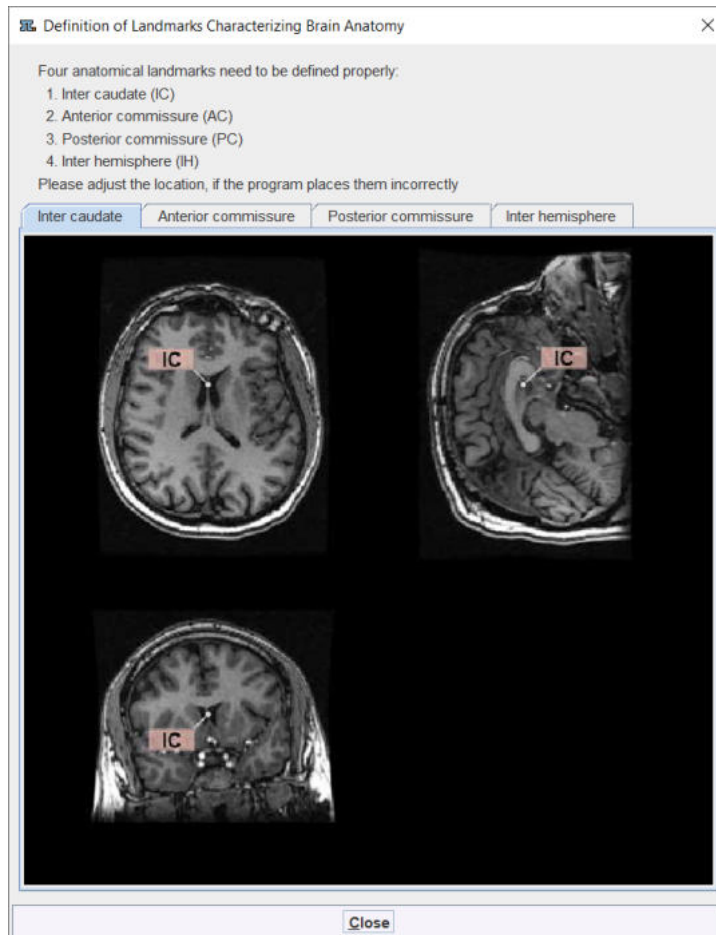 Definition of Landmarks Characterizing Brain Anatomy
Four anatomical landmarks need to be defined properly:
1. Inter caudate (IC)
2. Anterior commissure (AC)
3. Posterior commissure (PC)
4. Inter hemisphere (IH)
Please adjust the location, if the program places them incorrectly
Inter caudate Anterior commissure Posterior commissure Inter hemisphere
IC IC
IC
Close